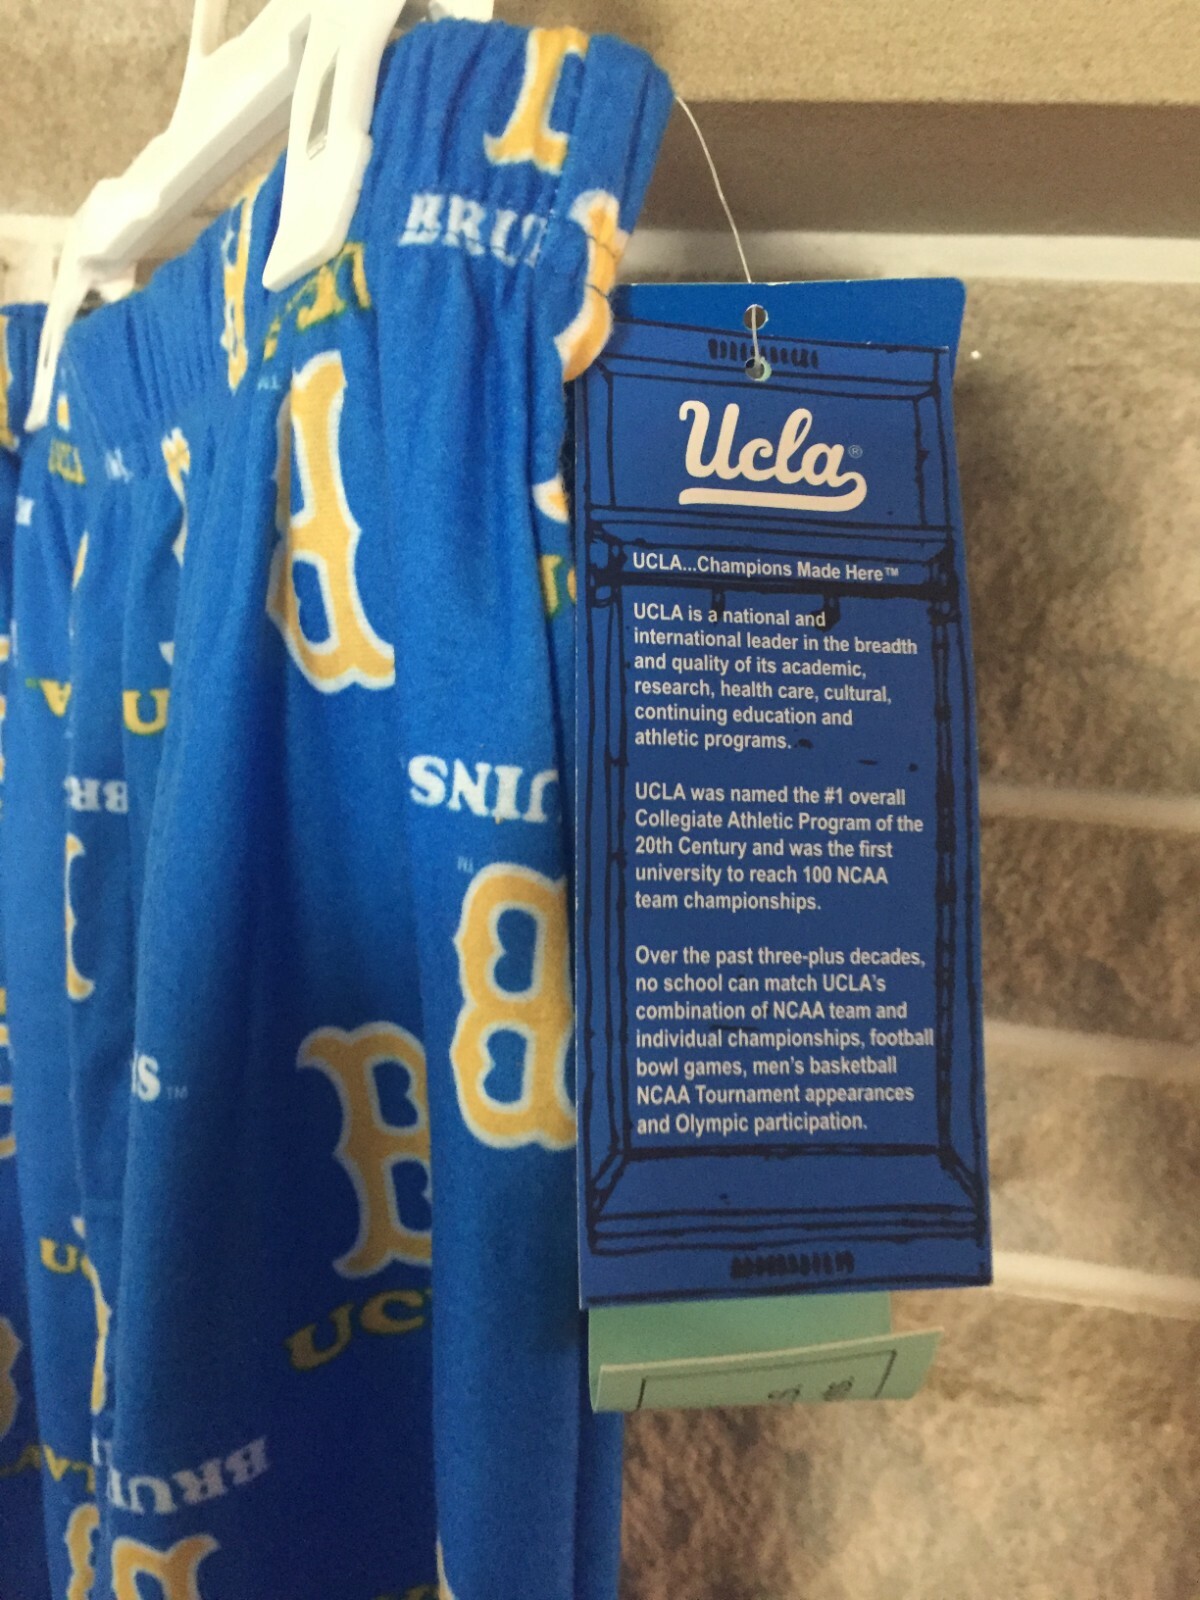 BRUI
Ucla®
UCLA...Champions Made Here™
UCLA is a national and
international leader in the breadth
and quality of its academic,
research, health care, cultural,
continuing education and
athletic programs.
UCLA was named the #1 overall
Collegiate Athletic Program of the
20th Century and was the first
university to reach 100 NCAA
team championships.
Over the past three-plus decades,
no school can match UCLA's
combination of NCAA team and
individual championships, football
bowl games, men's basketball
NCAA Tournament appearances
and Olympic participation.
B
UINS
B
B
UC
BRUI